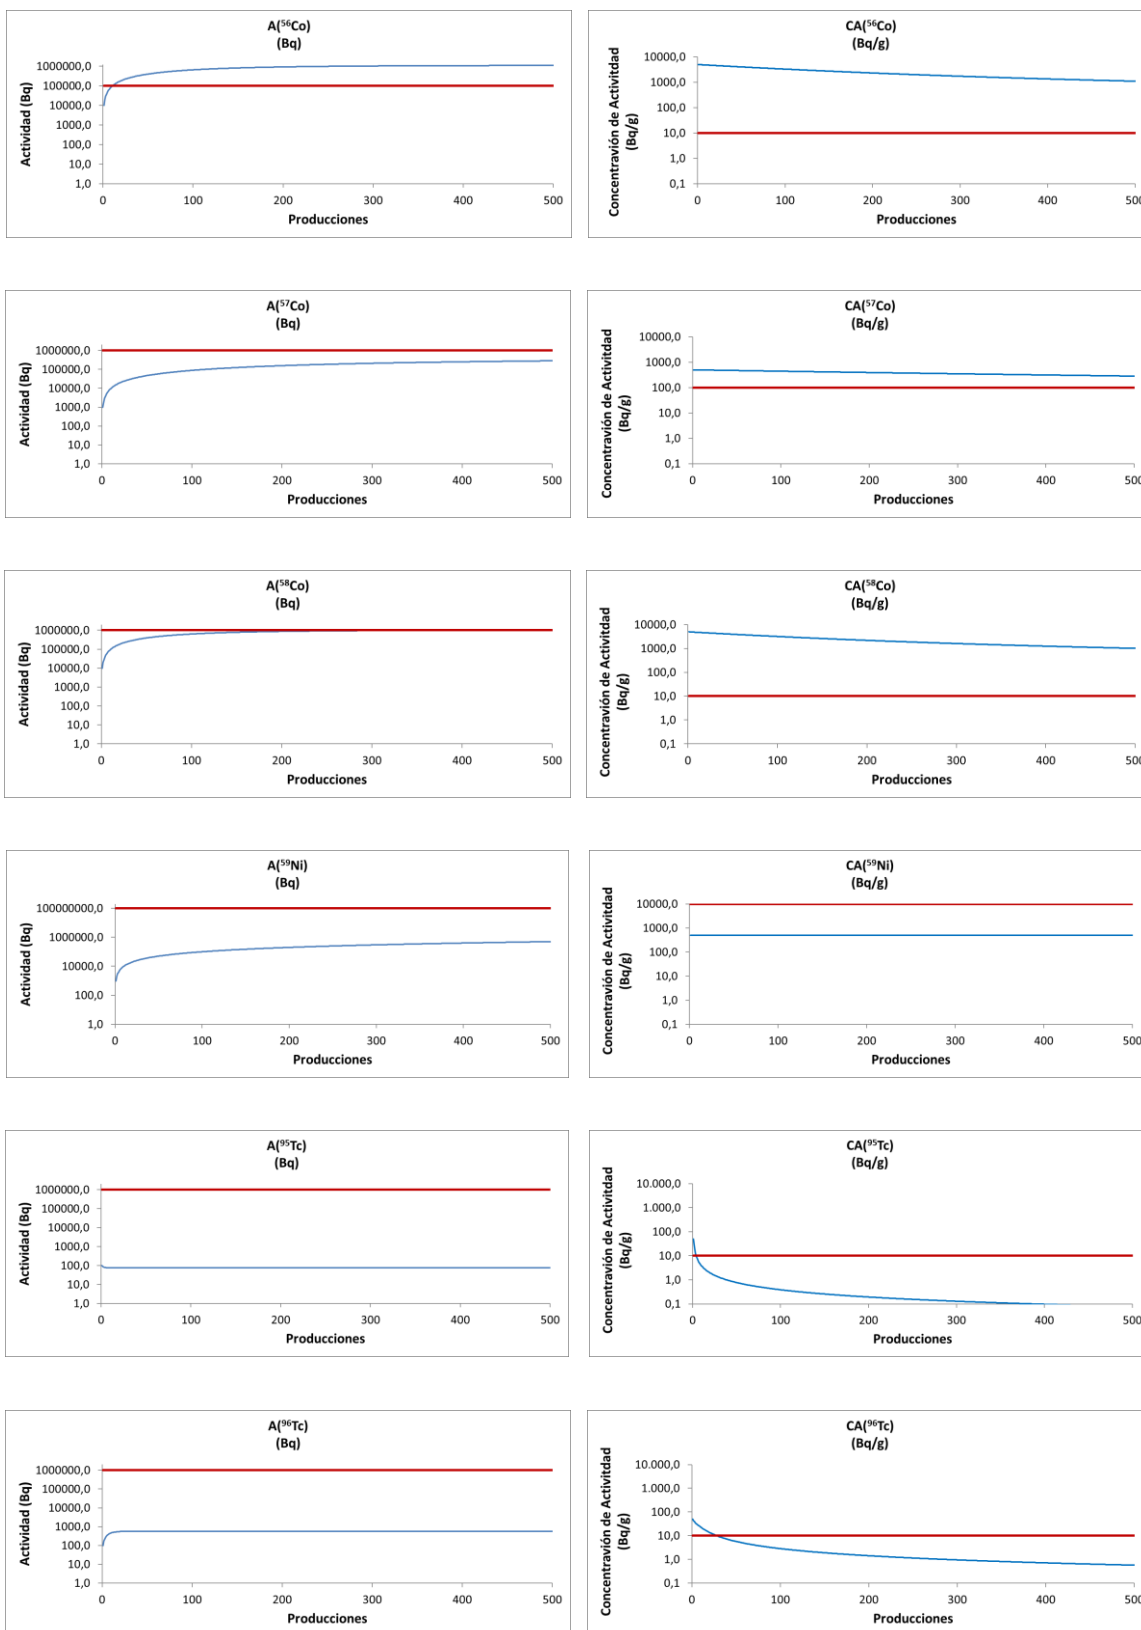 A(⁵⁶Co)
(Bq)
Actividad (Bq)
1000000,0
100000,0
10000,0
1000,0
100,0
10,0
1,0
0 100 200 300 400 500
Producciones
CA(⁵⁶Co)
(Bq/g)
Concentravión de Activitdad
(Bq/g)
10000,0
1000,0
100,0
10,0
1,0
0,1
0 100 200 300 400 500
Producciones
A(⁵⁷Co)
(Bq)
Actividad (Bq)
1000000,0
100000,0
10000,0
1000,0
100,0
10,0
1,0
0 100 200 300 400 500
Producciones
CA(⁵⁷Co)
(Bq/g)
Concentravión de Activitdad
(Bq/g)
10000,0
1000,0
100,0
10,0
1,0
0,1
0 100 200 300 400 500
Producciones
A(⁵⁸Co)
(Bq)
Actividad (Bq)
1000000,0
100000,0
10000,0
1000,0
100,0
10,0
1,0
0 100 200 300 400 500
Producciones
CA(⁵⁸Co)
(Bq/g)
Concentravión de Activitdad
(Bq/g)
10000,0
1000,0
100,0
10,0
1,0
0,1
0 100 200 300 400 500
Producciones
A(⁵⁹Ni)
(Bq)
Actividad (Bq)
100000000,0
1000000,0
10000,0
100,0
1,0
0 100 200 300 400 500
Producciones
CA(⁵⁹Ni)
(Bq/g)
Concentravión de Activitdad
(Bq/g)
10000,0
1000,0
100,0
10,0
1,0
0,1
0 100 200 300 400 500
Producciones
A(⁹⁵Tc)
(Bq)
Actividad (Bq)
1000000,0
100000,0
10000,0
1000,0
100,0
10,0
1,0
0 100 200 300 400 500
Producciones
CA(⁹⁵Tc)
(Bq/g)
Concentravión de Activitdad
(Bq/g)
10.000,0
1.000,0
100,0
10,0
1,0
0,1
0 100 200 300 400 500
Producciones
A(⁹⁶Tc)
(Bq)
Actividad (Bq)
1000000,0
100000,0
10000,0
1000,0
100,0
10,0
1,0
0 100 200 300 400 500
Producciones
CA(⁹⁶Tc)
(Bq/g)
Concentravión de Activitdad
(Bq/g)
10.000,0
1.000,0
100,0
10,0
1,0
0,1
0 100 200 300 400 500
Producciones